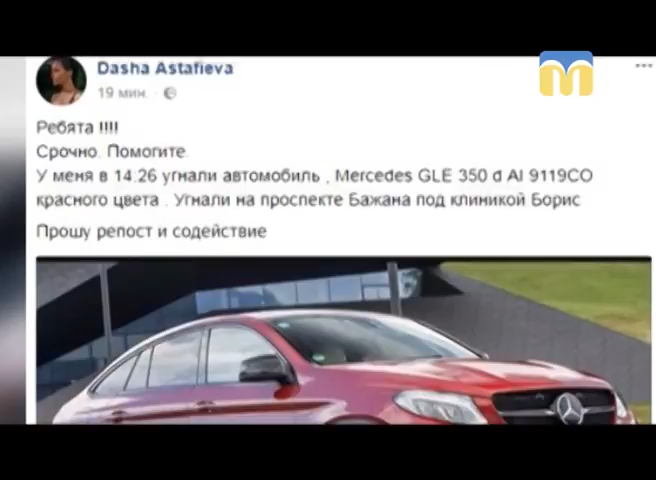 Dasha Astafieva
19 мин. ·
Ребята !!!!
Срочно. Помогите.
У меня в 14.26 угнали автомобиль , Mercedes GLE 350 d AI 9119CO
красного цвета . Угнали на проспекте Бажана под клиникой Борис
Прошу репост и содействие